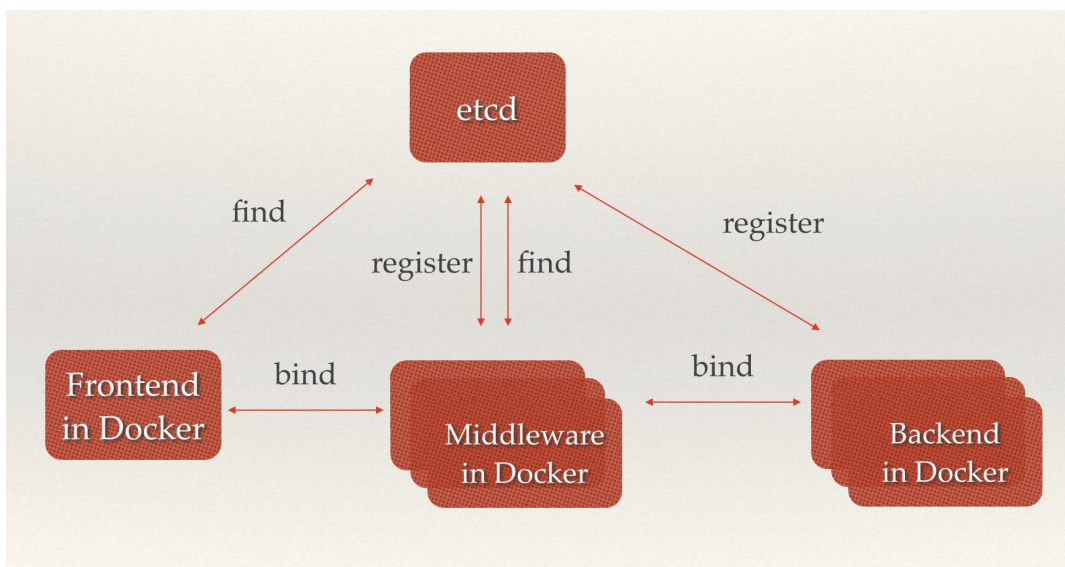 etcd
find
register
register
find
bind
bind
Frontend
in Docker
Middleware
in Docker
Backend
in Docker